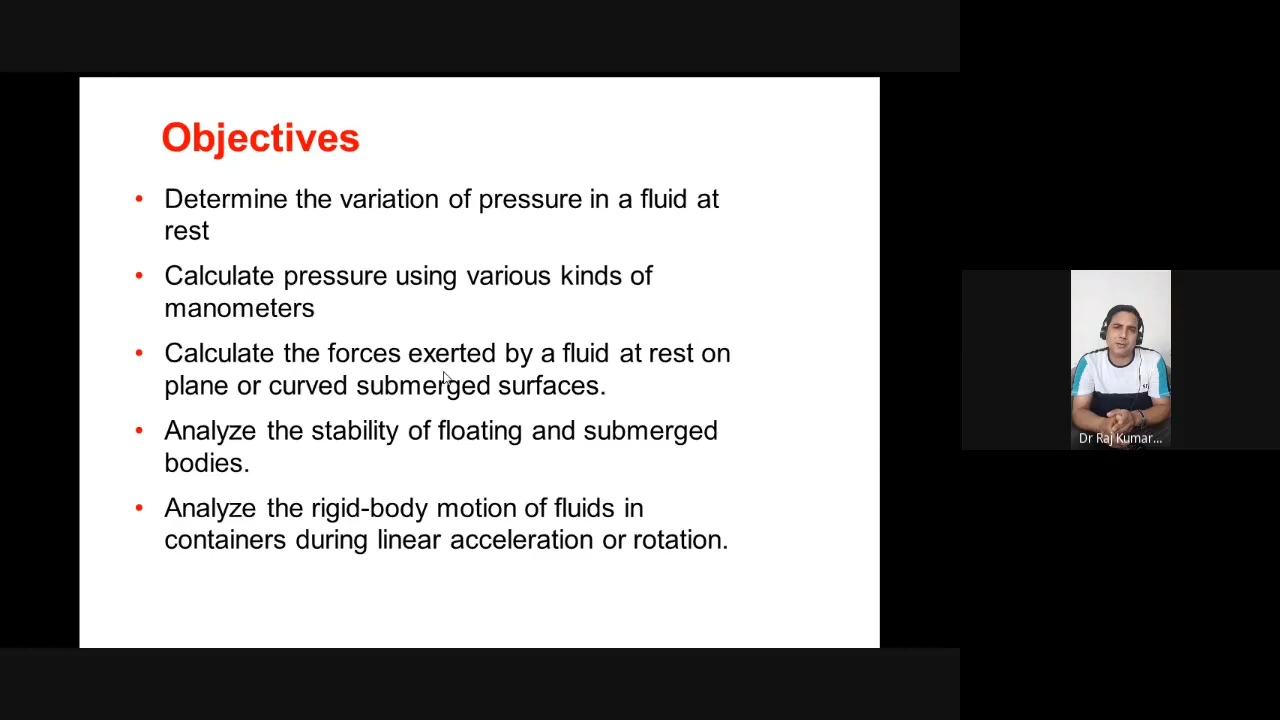 Objectives
• Determine the variation of pressure in a fluid at
rest
• Calculate pressure using various kinds of
manometers
• Calculate the forces exerted by a fluid at rest on
plane or curved submerged surfaces.
• Analyze the stability of floating and submerged
bodies.
• Analyze the rigid-body motion of fluids in
containers during linear acceleration or rotation.
Dr Raj Kumar...